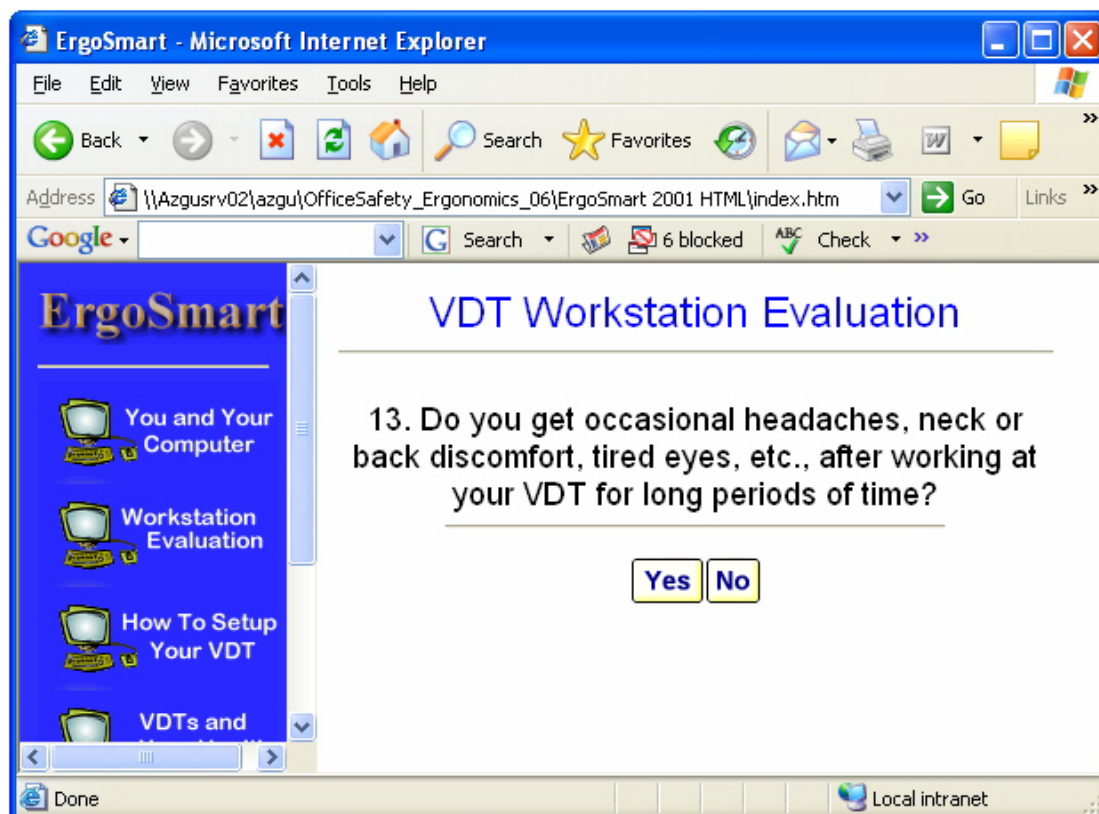 ErgoSmart - Microsoft Internet Explorer
File Edit View Favorites Tools Help
Back Search Favorites W »
Address \\Azgusrv02\azgu\OfficeSafety_Ergonomics_06\ErgoSmart 2001 HTML\index.htm Go Links »
Google Search 6 blocked ABC Check »
ErgoSmart
You and Your
Computer
Workstation
Evaluation
How To Setup
Your VDT
VDTs and
VDT Workstation Evaluation
13. Do you get occasional headaches, neck or
back discomfort, tired eyes, etc., after working at
your VDT for long periods of time?
Yes No
Done Local intranet